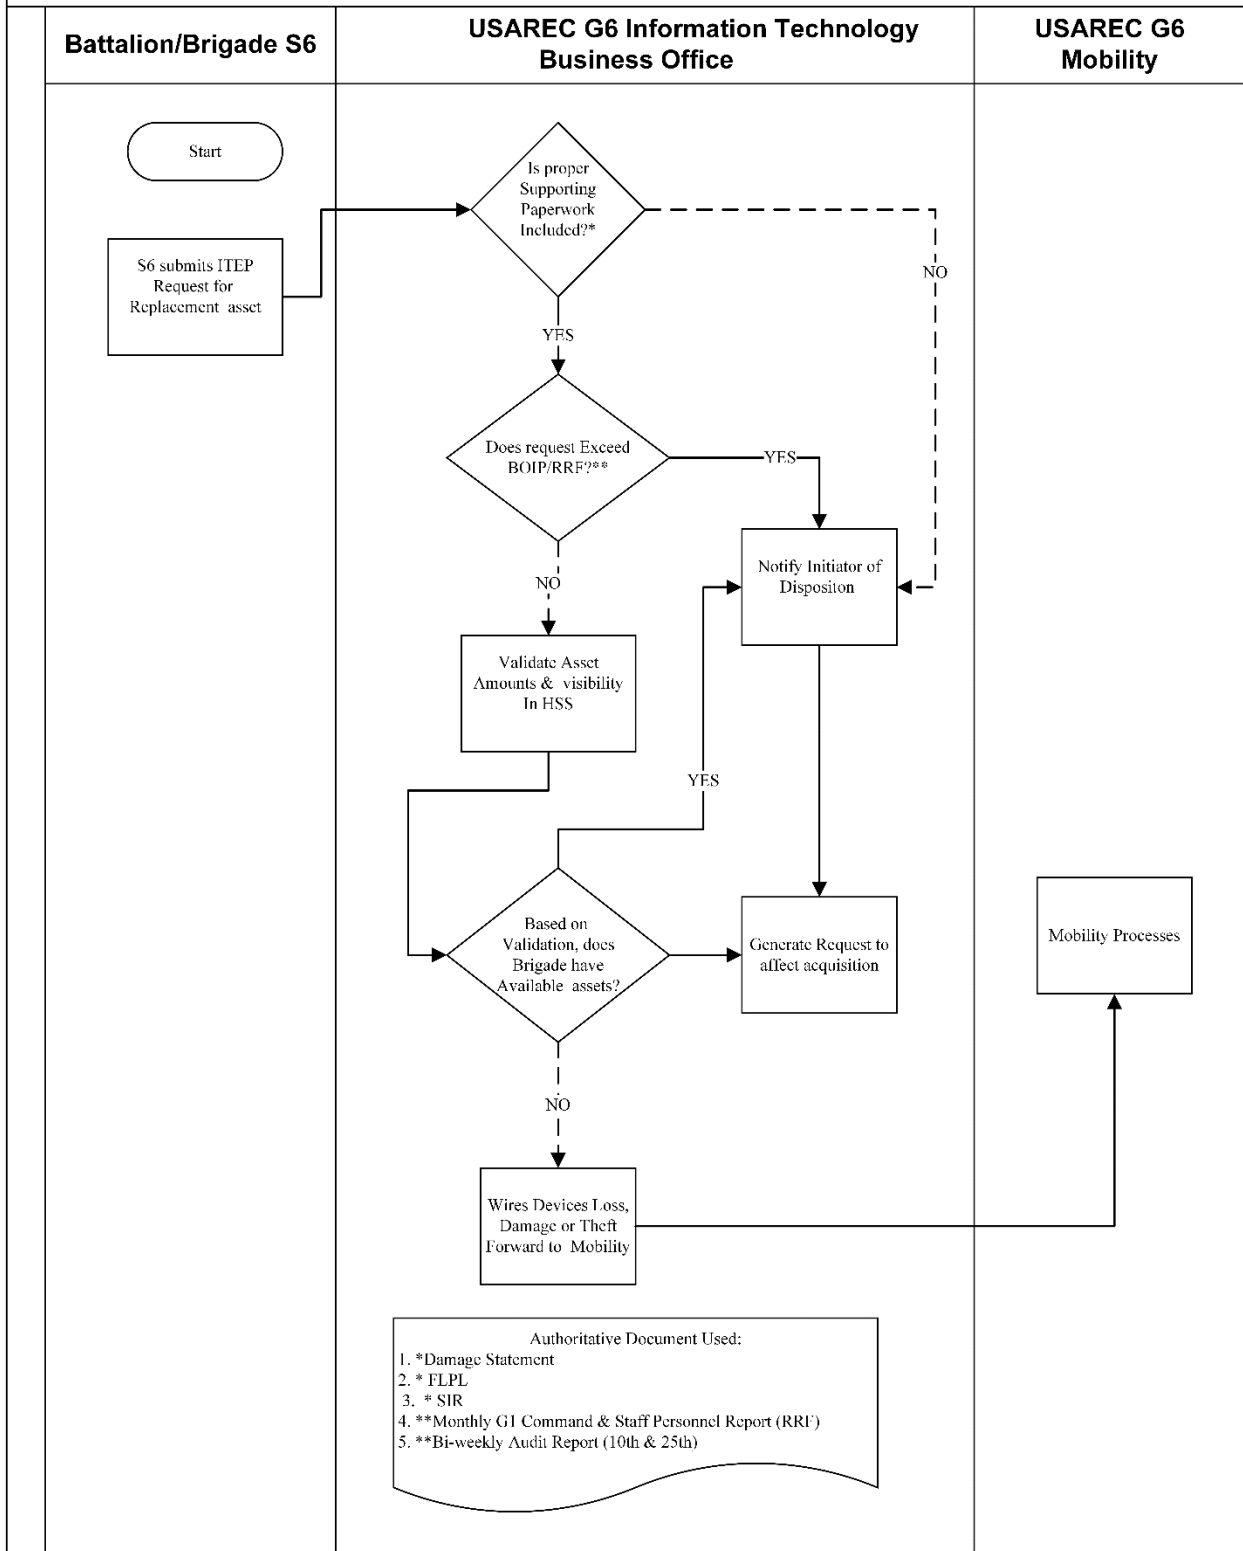 Battalion/Brigade S6
USAREC G6 Information Technology
Business Office
USAREC G6
Mobility
Start
S6 submits ITEP
Request for
Replacement asset
Is proper
Supporting
Paperwork
Included?*
NO
YES
Does request Exceed
BOIP/RRF?**
YES
NO
Notify Initiator of
Dispositon
Validate Asset
Amounts & visibility
In HSS
YES
Based on
Validation, does
Brigade have
Available assets?
Generate Request to
affect acquisition
Mobility Processes
NO
Wires Devices Loss,
Damage or Theft
Forward to Mobility
Authoritative Document Used:
1. *Damage Statement
2. * FLPL
3. * SIR
4. **Monthly G1 Command & Staff Personnel Report (RRF)
5. **Bi-weekly Audit Report (10th & 25th)